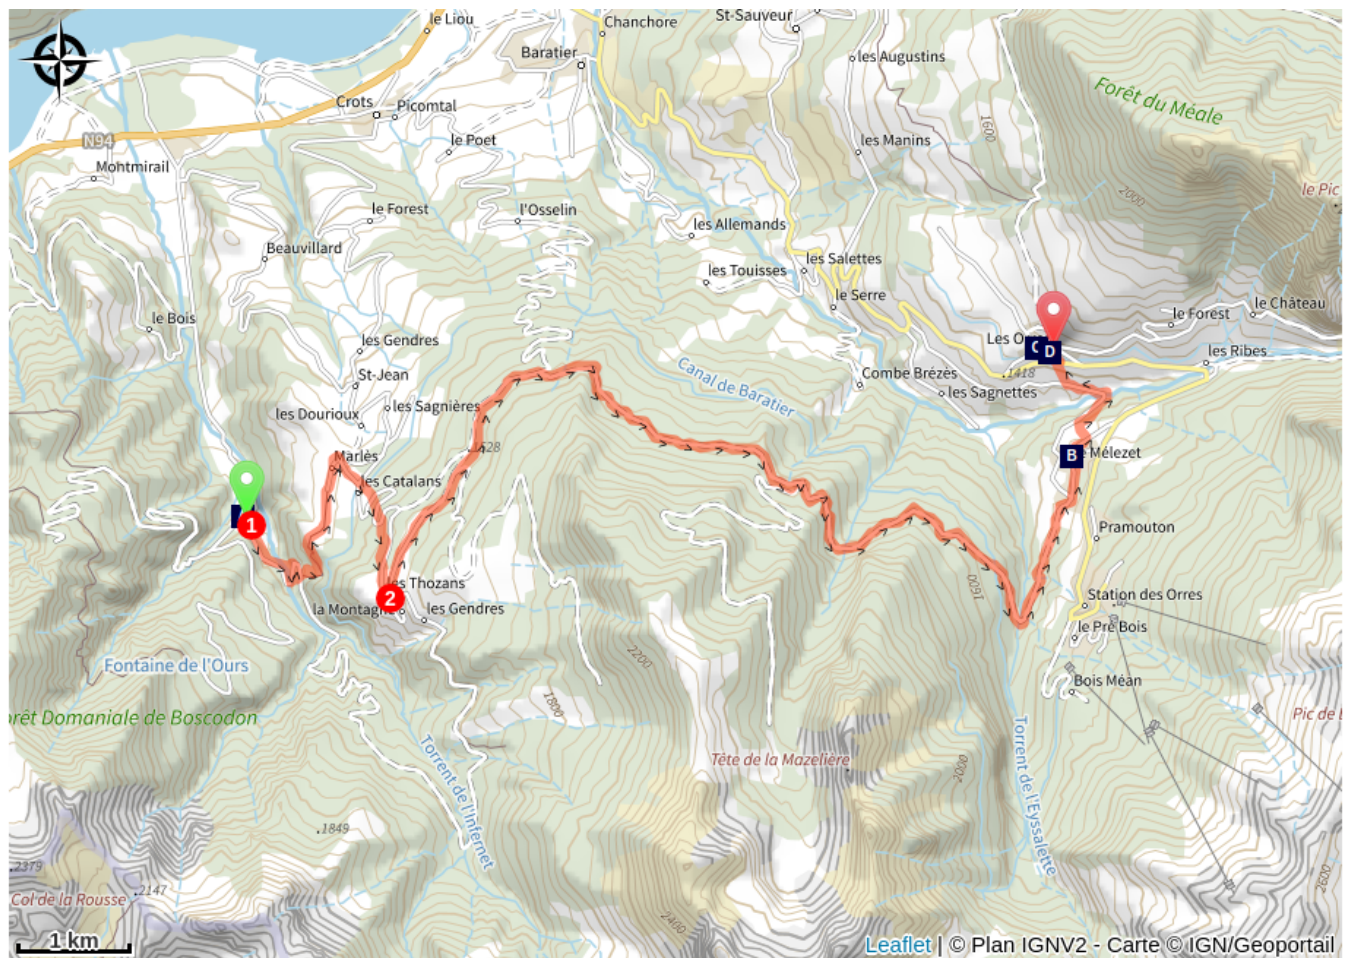 le Liou
Chanchore
St-Sauveur
Baratier
les Augustins
Forêt du Méale
Crots
Picomtal
N94
le Poet
les Manins
1600
Montmirail
2000
le Pic
le Forest
l'Osselin
les Allemands
Beauvillard
les Salettes
les Touisses
le Serre
le Château
le Forest
le Bois
les Gendres
Les O
C
D
les Ribes
St-Jean
Canal de Baratier
Combe Brézès
1418
les Sagnettes
les Dourioux
les Sagnières
1528
Marlès
B
Mélezet
les Catalans
1
Pramouton
es Thozans
1600
2
la Montagn
les Gendres
Station des Orres
le Pré Bois
Fontaine de l'Ours
2200
Bois Méan
1800
orêt Domaniale de Boscodon
Pic de
Torrent de l'Infernet
Torrent de l'Eyssalette
Tête de la Mazelière
2000
1849
2379
2147
Col de la Rousse
2600
2400
1 km
Leaflet | © Plan IGNV2 - Carte © IGN/Geoportail